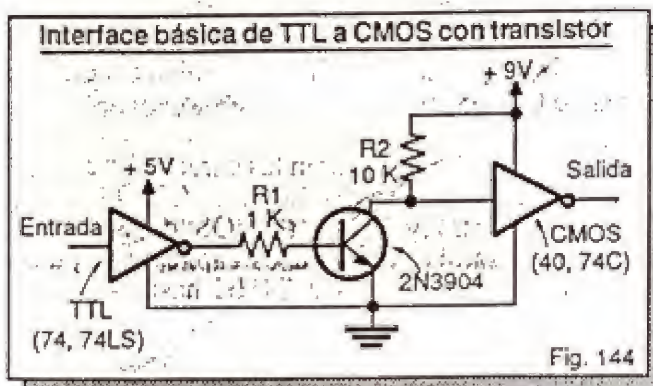 Interface básica de TTL a CMOS con transistor
+ 9V
R2
10 K
+ 5V
R1
1 K
Salida
Entrada
CMOS
(40, 74C)
2N3904
TTL
(74, 74LS)
Fig. 144